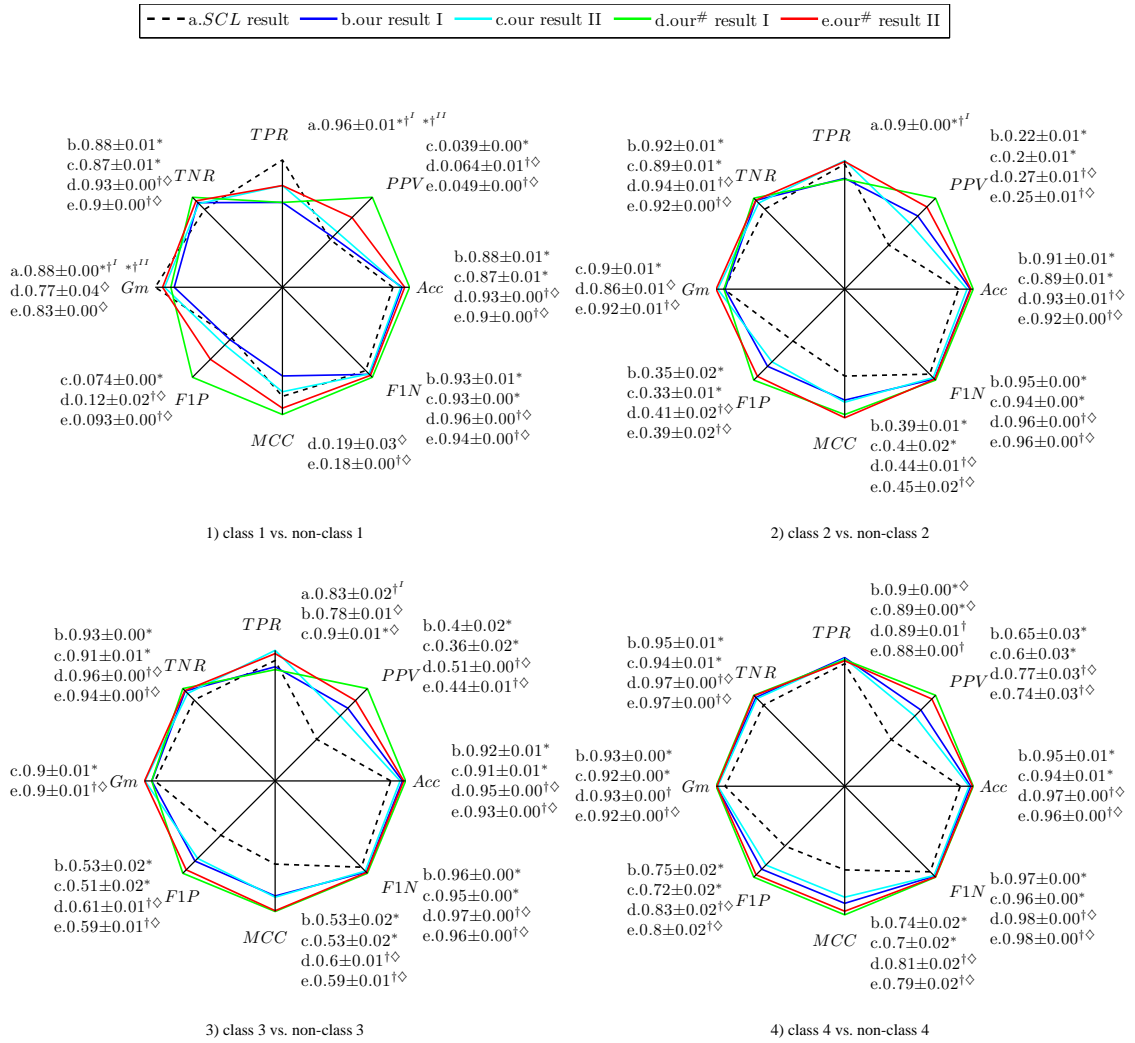 a.SCL result b.our result I c.our result II d.our# result I e.our# result II
TPR
a.0.96±0.01*†^I *†^II
b.0.88±0.01*
c.0.87±0.01*
d.0.93±0.00†◇
e.0.9±0.00†◇
TNR
c.0.039±0.00*
d.0.064±0.01†◇
e.0.049±0.00†◇
PPV
a.0.88±0.00*†^I *†^II
d.0.77±0.04◇
e.0.83±0.00◇
Gm
b.0.88±0.01*
c.0.87±0.01*
d.0.93±0.00†◇
e.0.9±0.00†◇
Acc
c.0.074±0.00*
d.0.12±0.02†◇
e.0.093±0.00†◇
F1P
MCC
d.0.19±0.03◇
e.0.18±0.00†◇
F1N
b.0.93±0.01*
c.0.93±0.00*
d.0.96±0.00†◇
e.0.94±0.00†◇
1) class 1 vs. non-class 1
TPR
a.0.9±0.00*†^I
b.0.92±0.01*
c.0.89±0.01*
d.0.94±0.01†◇
e.0.92±0.00†◇
TNR
b.0.22±0.01*
c.0.2±0.01*
d.0.27±0.01†◇
e.0.25±0.01†◇
PPV
c.0.9±0.01*
d.0.86±0.01◇
e.0.92±0.01†◇
Gm
b.0.91±0.01*
c.0.89±0.01*
d.0.93±0.01†◇
e.0.92±0.00†◇
Acc
b.0.35±0.02*
c.0.33±0.01*
d.0.41±0.02†◇
e.0.39±0.02†◇
F1P
MCC
b.0.39±0.01*
c.0.4±0.02*
d.0.44±0.01†◇
e.0.45±0.02†◇
F1N
b.0.95±0.00*
c.0.94±0.00*
d.0.96±0.00†◇
e.0.96±0.00†◇
2) class 2 vs. non-class 2
TPR
a.0.83±0.02†^I
b.0.78±0.01◇
c.0.9±0.01*◇
b.0.93±0.00*
c.0.91±0.01*
d.0.96±0.00†◇
e.0.94±0.00†◇
TNR
b.0.4±0.02*
c.0.36±0.02*
d.0.51±0.00†◇
e.0.44±0.01†◇
PPV
c.0.9±0.01*
e.0.9±0.01†◇
Gm
b.0.92±0.01*
c.0.91±0.01*
d.0.95±0.00†◇
e.0.93±0.00†◇
Acc
b.0.53±0.02*
c.0.51±0.02*
d.0.61±0.01†◇
e.0.59±0.01†◇
F1P
MCC
b.0.53±0.02*
c.0.53±0.02*
d.0.6±0.01†◇
e.0.59±0.01†◇
F1N
b.0.96±0.00*
c.0.95±0.00*
d.0.97±0.00†◇
e.0.96±0.00†◇
3) class 3 vs. non-class 3
TPR
b.0.9±0.00*◇
c.0.89±0.00*◇
d.0.89±0.01†
e.0.88±0.00†
b.0.95±0.01*
c.0.94±0.01*
d.0.97±0.00†◇
e.0.97±0.00†◇
TNR
b.0.65±0.03*
c.0.6±0.03*
d.0.77±0.03†◇
e.0.74±0.03†◇
PPV
b.0.93±0.00*
c.0.92±0.00*
d.0.93±0.00†
e.0.92±0.00†◇
Gm
b.0.95±0.01*
c.0.94±0.01*
d.0.97±0.00†◇
e.0.96±0.00†◇
Acc
b.0.75±0.02*
c.0.72±0.02*
d.0.83±0.02†◇
e.0.8±0.02†◇
F1P
MCC
b.0.74±0.02*
c.0.7±0.02*
d.0.81±0.02†◇
e.0.79±0.02†◇
F1N
b.0.97±0.00*
c.0.96±0.00*
d.0.98±0.00†◇
e.0.98±0.00†◇
4) class 4 vs. non-class 4